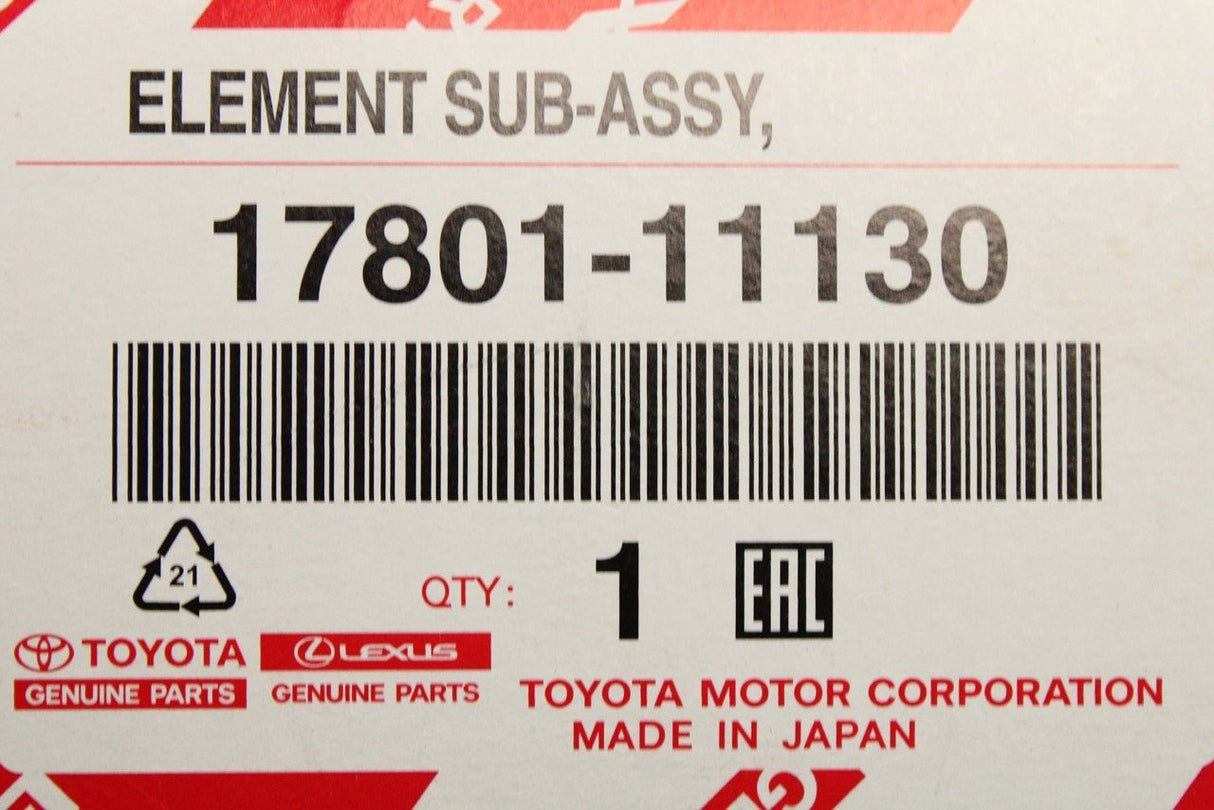 ELEMENT SUB-ASSY,
17801-11130
21
QTY: 1 EAC
TOYOTA LEXUS
GENUINE PARTS GENUINE PARTS
TOYOTA MOTOR CORPORATION
MADE IN JAPAN